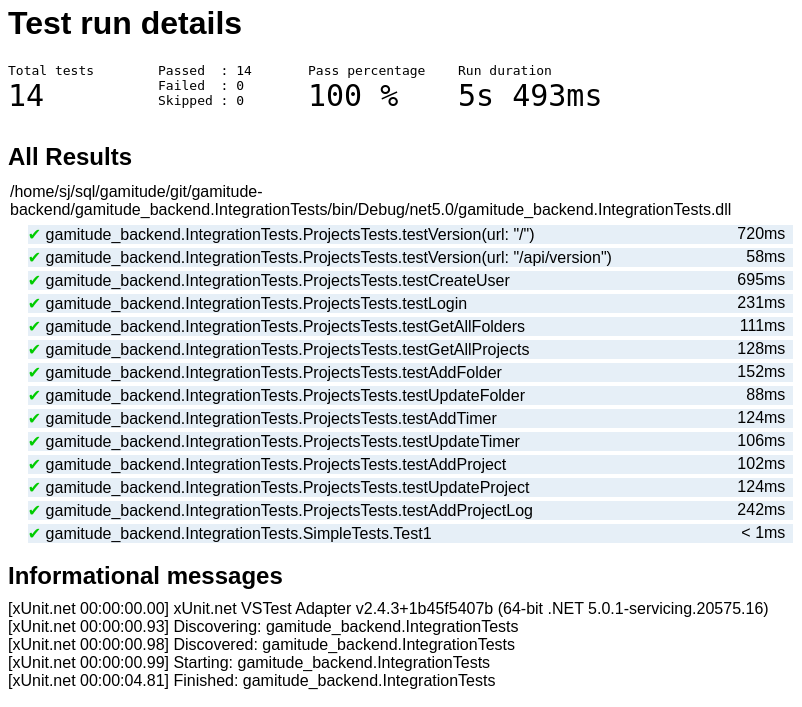 Test run details
Total tests
14
Passed  : 14
Failed  : 0
Skipped : 0
Pass percentage
100 %
Run duration
5s 493ms
All Results
/home/sj/sql/gamitude/git/gamitude-
backend/gamitude_backend.IntegrationTests/bin/Debug/net5.0/gamitude_backend.IntegrationTests.dll
✔ gamitude_backend.IntegrationTests.ProjectsTests.testVersion(url: "/") 720ms
✔ gamitude_backend.IntegrationTests.ProjectsTests.testVersion(url: "/api/version") 58ms
✔ gamitude_backend.IntegrationTests.ProjectsTests.testCreateUser 695ms
✔ gamitude_backend.IntegrationTests.ProjectsTests.testLogin 231ms
✔ gamitude_backend.IntegrationTests.ProjectsTests.testGetAllFolders 111ms
✔ gamitude_backend.IntegrationTests.ProjectsTests.testGetAllProjects 128ms
✔ gamitude_backend.IntegrationTests.ProjectsTests.testAddFolder 152ms
✔ gamitude_backend.IntegrationTests.ProjectsTests.testUpdateFolder 88ms
✔ gamitude_backend.IntegrationTests.ProjectsTests.testAddTimer 124ms
✔ gamitude_backend.IntegrationTests.ProjectsTests.testUpdateTimer 106ms
✔ gamitude_backend.IntegrationTests.ProjectsTests.testAddProject 102ms
✔ gamitude_backend.IntegrationTests.ProjectsTests.testUpdateProject 124ms
✔ gamitude_backend.IntegrationTests.ProjectsTests.testAddProjectLog 242ms
✔ gamitude_backend.IntegrationTests.SimpleTests.Test1 < 1ms
Informational messages
[xUnit.net 00:00:00.00] xUnit.net VSTest Adapter v2.4.3+1b45f5407b (64-bit .NET 5.0.1-servicing.20575.16)
[xUnit.net 00:00:00.93] Discovering: gamitude_backend.IntegrationTests
[xUnit.net 00:00:00.98] Discovered: gamitude_backend.IntegrationTests
[xUnit.net 00:00:00.99] Starting: gamitude_backend.IntegrationTests
[xUnit.net 00:00:04.81] Finished: gamitude_backend.IntegrationTests